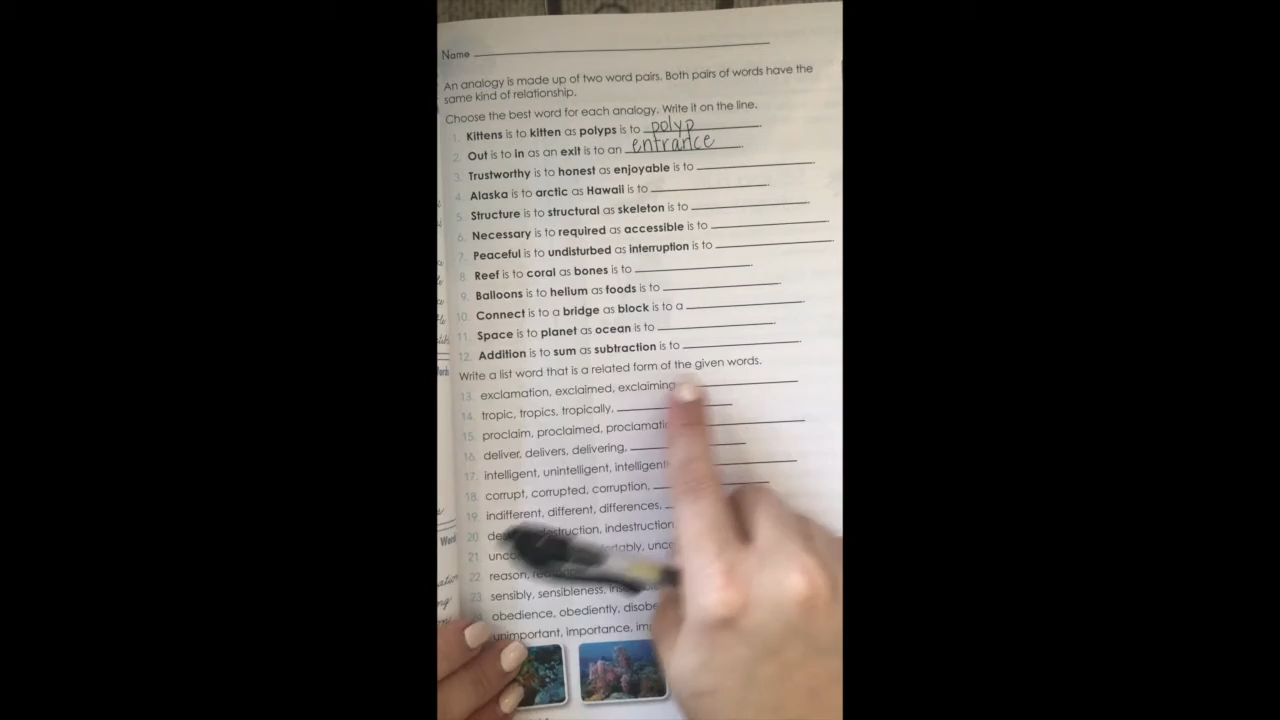 Name
An analogy is made up of two word pairs. Both pairs of words have the
same kind of relationship.
Choose the best word for each analogy. Write it on the line.
1. Kittens is to kitten as polyps is to polyp.
2. Out is to in as an exit is to an entrance.
3. Trustworthy is to honest as enjoyable is to
4. Alaska is to arctic as Hawaii is to
5. Structure is to structural as skeleton is to
6. Necessary is to required as accessible is to
7. Peaceful is to undisturbed as interruption is to
8. Reef is to coral as bones is to
9. Balloons is to helium as foods is to
10. Connect is to a bridge as block is to a
11. Space is to planet as ocean is to
12. Addition is to sum as subtraction is to
Write a list word that is a related form of the given words.
13. exclamation, exclaimed, exclaiming
14. tropic, tropics, tropically,
15. proclaim, proclaimed,
16. deliver, delivers, delivering,
17. intelligent, unintelligent,
18. corrupt, corrupted, corruption,
19. indifferent, different, differences,
20. indestruction
21.
22. reason,
23. sensibly, sensibleness,
obedience, obediently,
unimportant, importance,